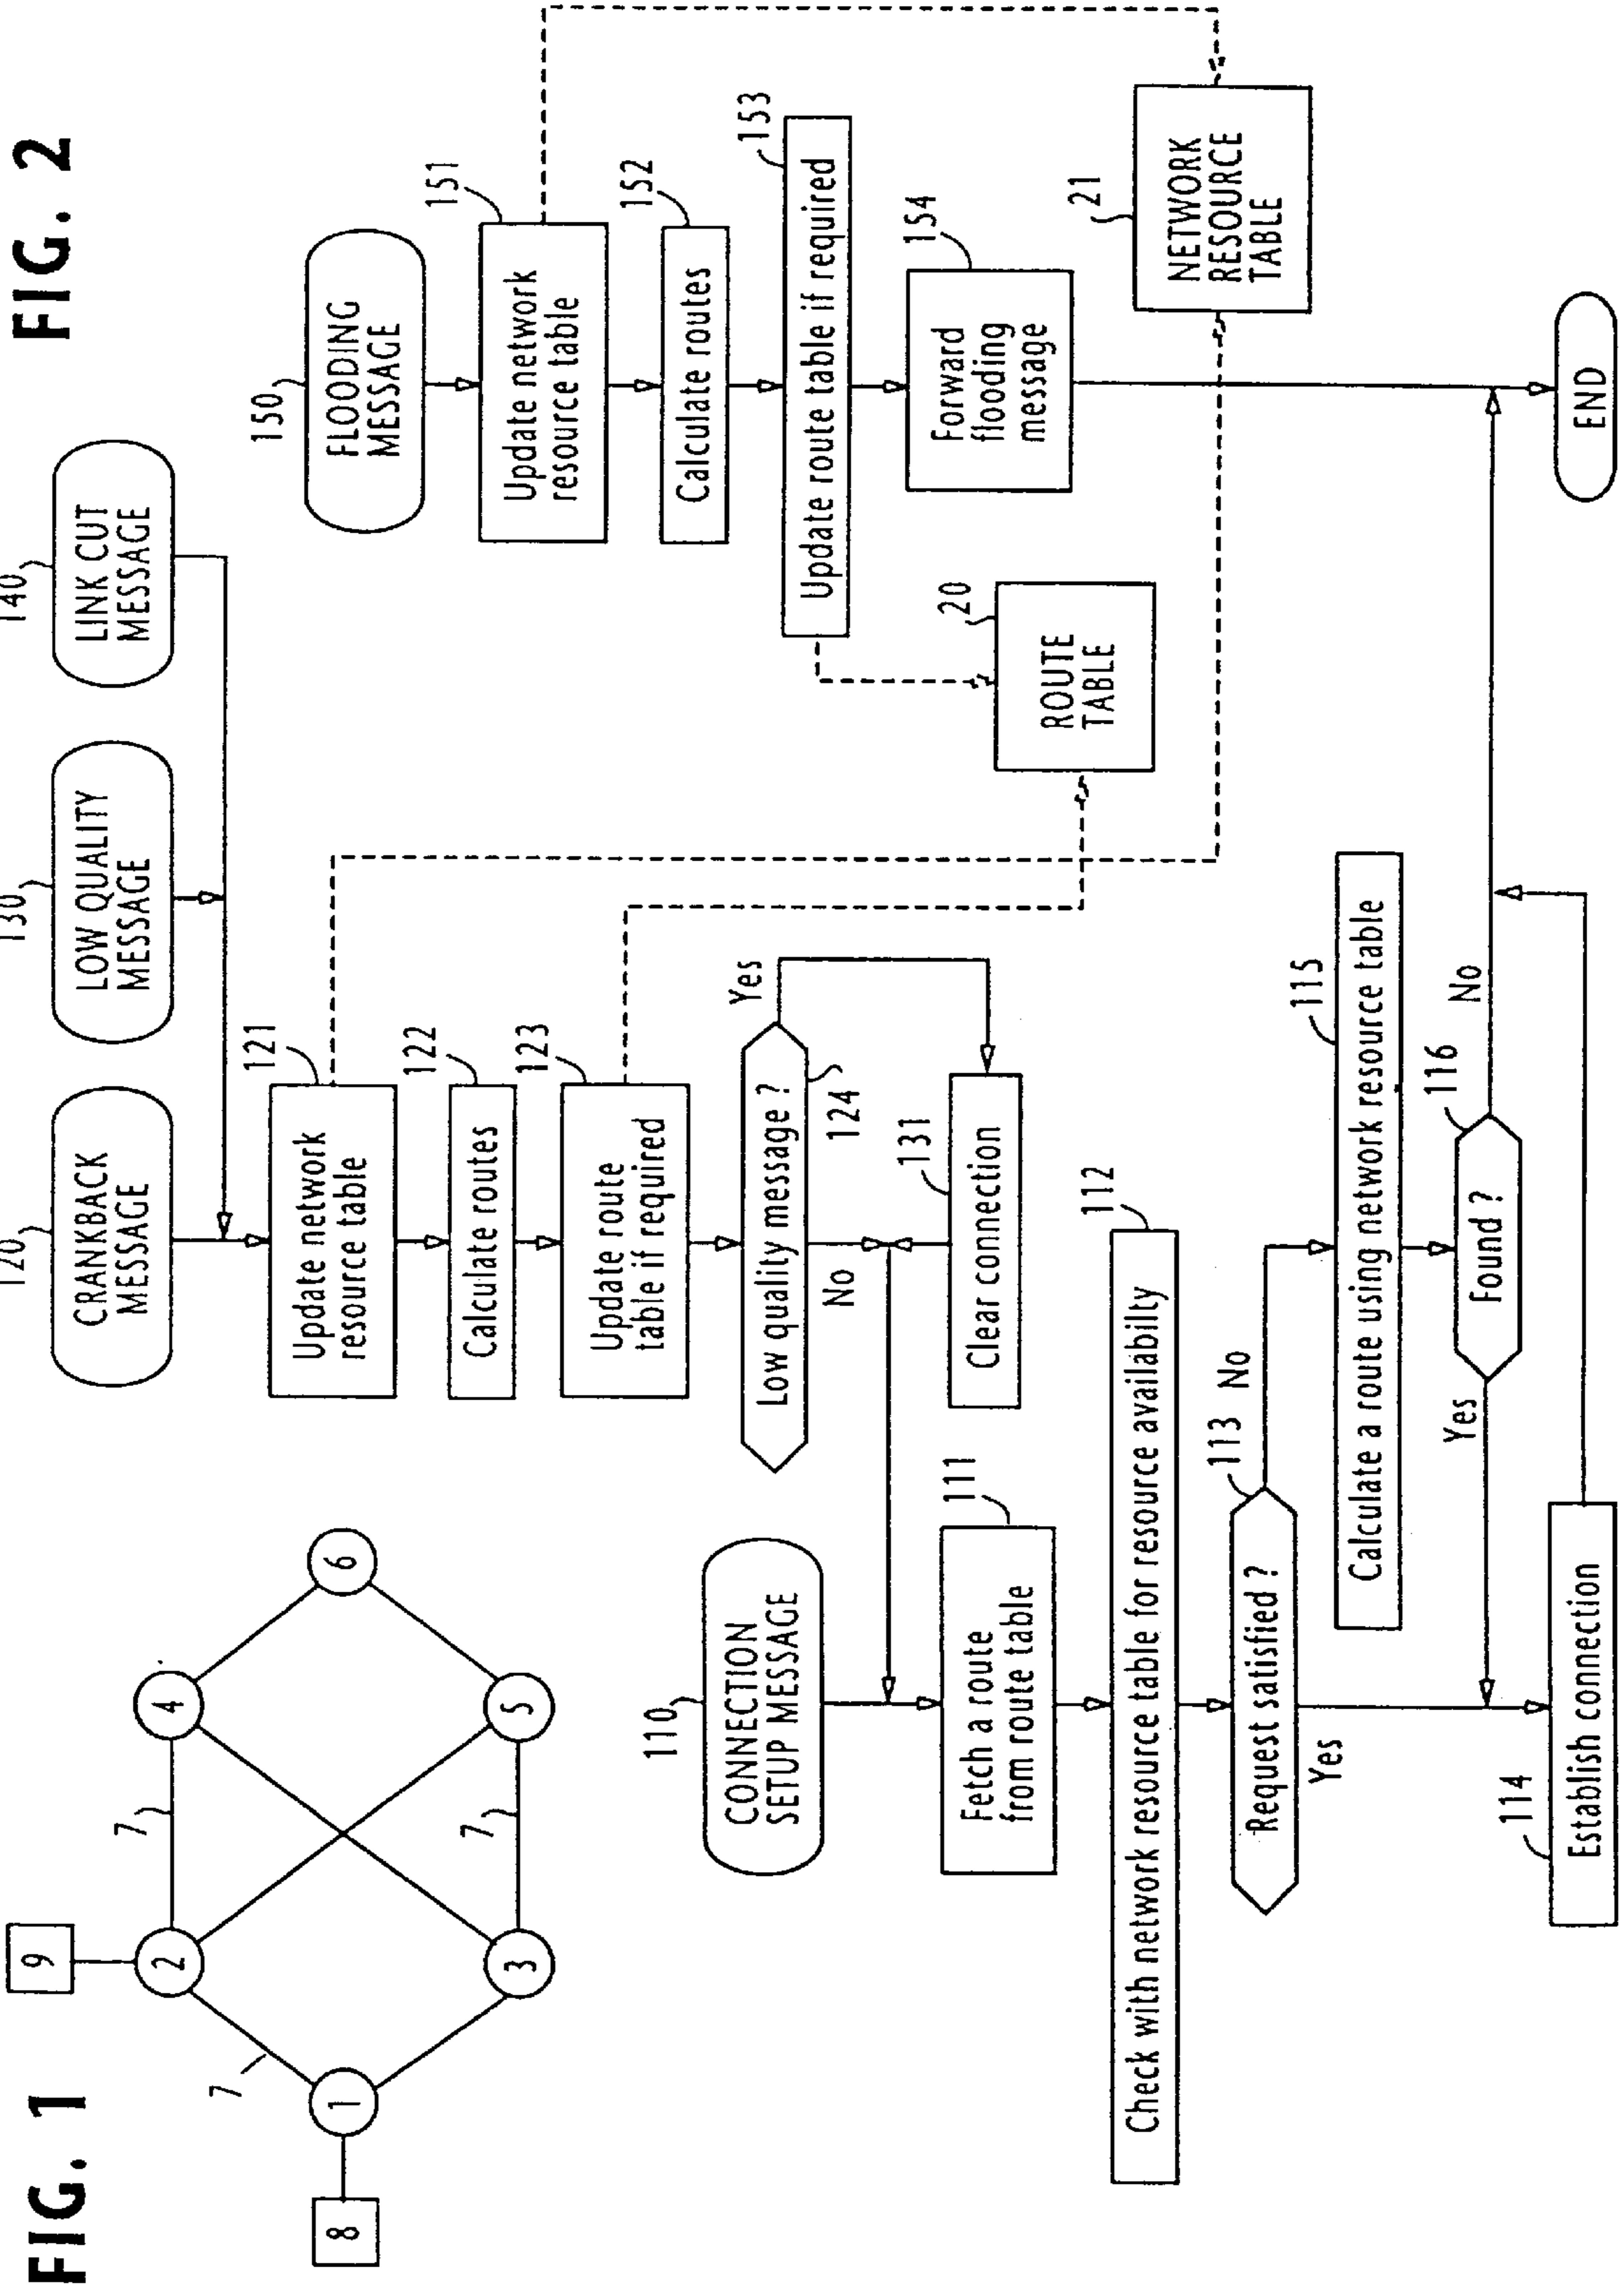 FIG. 1
8
1
7
9
2
3
7
7
4
5
6
FIG. 2
120
CRANKBACK
MESSAGE
130
LOW QUALITY
MESSAGE
140
LINK CUT
MESSAGE
121
Update network
resource table
122
Calculate routes
123
Update route
table if required
Low quality message ?
Yes
124
No
131
Clear connection
110
CONNECTION
SETUP MESSAGE
111
Fetch a route
from route table
112
Check with network resource table for resource availabilty
113
No
Request satisfied ?
Yes
115
Calculate a route using network resource table
116
No
Found ?
Yes
114
Establish connection
150
FLOODING
MESSAGE
151
Update network
resource table
152
Calculate routes
153
Update route table if required
154
Forward
flooding
message
20
ROUTE
TABLE
21
NETWORK
RESOURCE
TABLE
END